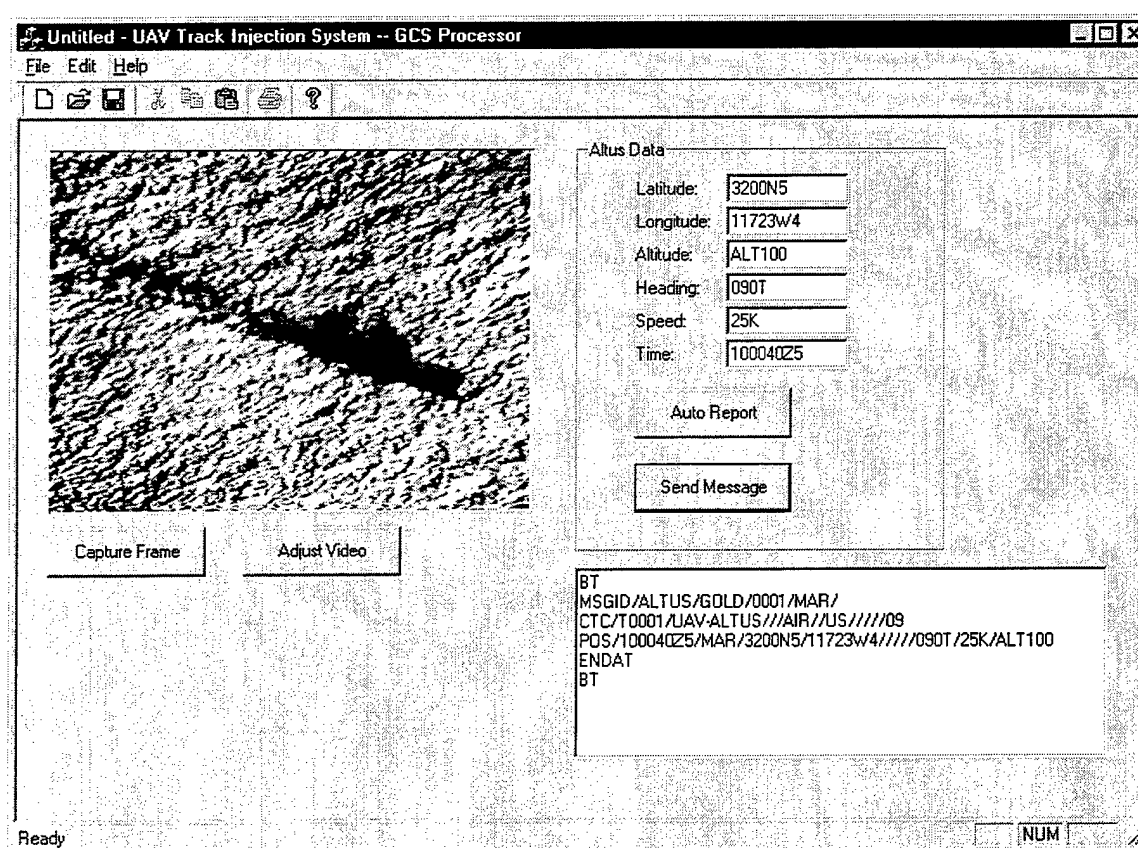 Untitled - UAV Track Injection System -- GCS Processor
File Edit Help
Altus Data
Latitude: 3200N5
Longitude: 11723W4
Altitude: ALT100
Heading: 090T
Speed: 25K
Time: 100040Z5
Auto Report
Send Message
Capture Frame Adjust Video
BT
MSGID/ALTUS/GOLD/0001/MAR/
CTC/T0001/UAV-ALTUS///AIR//US/////09
POS/100040Z5/MAR/3200N5/11723W4/////090T/25K/ALT100
ENDAT
BT
Ready NUM